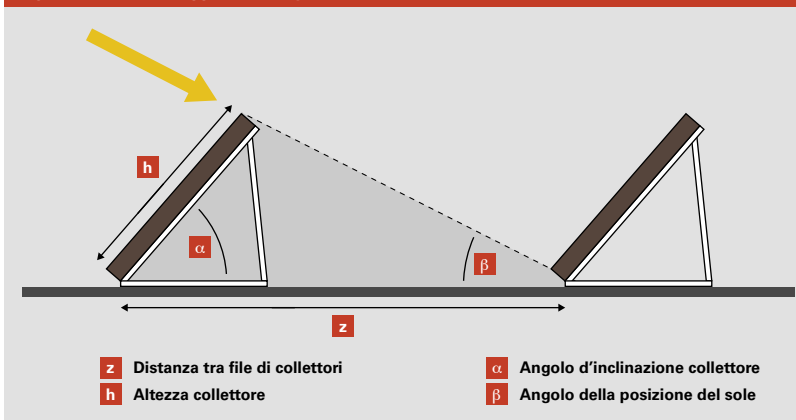 h
α
β
z
z Distanza tra file di collettori
h Altezza collettore
α Angolo d'inclinazione collettore
β Angolo della posizione del sole